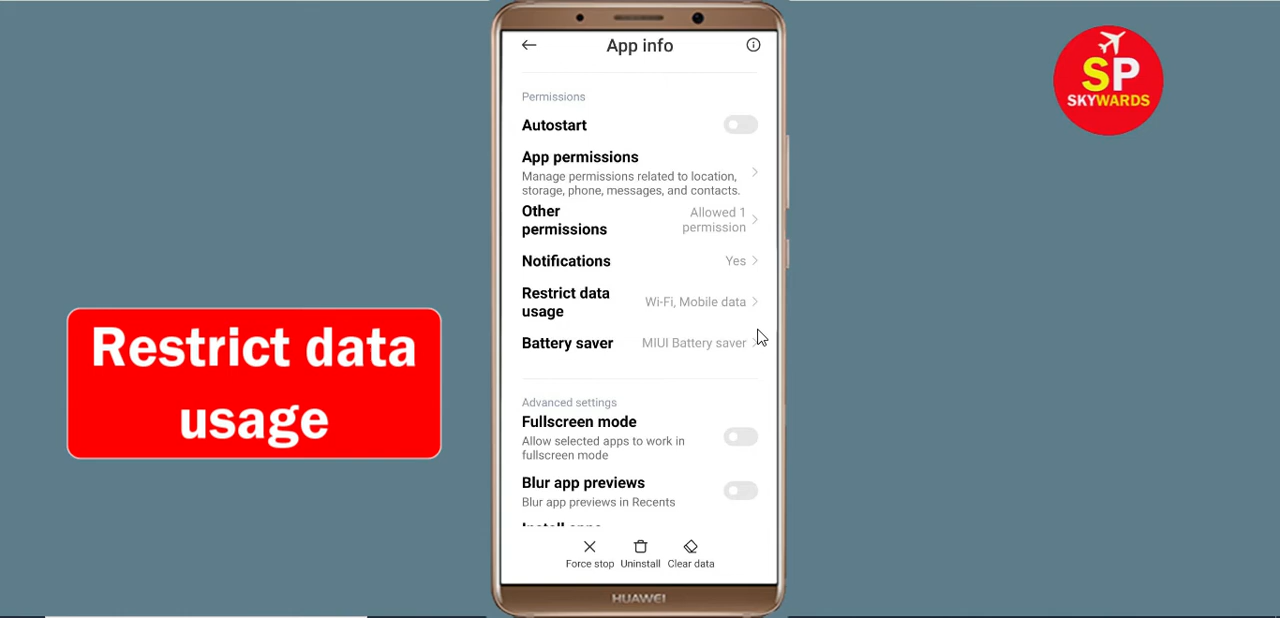 App info
Permissions
Autostart
App permissions
Manage permissions related to location,
storage, phone, messages, and contacts.
Other
permissions
Allowed 1
permission
Notifications
Yes
Restrict data
usage
Wi-Fi, Mobile data
Battery saver
MIUI Battery saver
Advanced settings
Fullscreen mode
Allow selected apps to work in
fullscreen mode
Blur app previews
Blur app previews in Recents
Install apps
Force stop
Uninstall
Clear data
HUAWEI
Restrict data
usage
SP
SKYWARDS